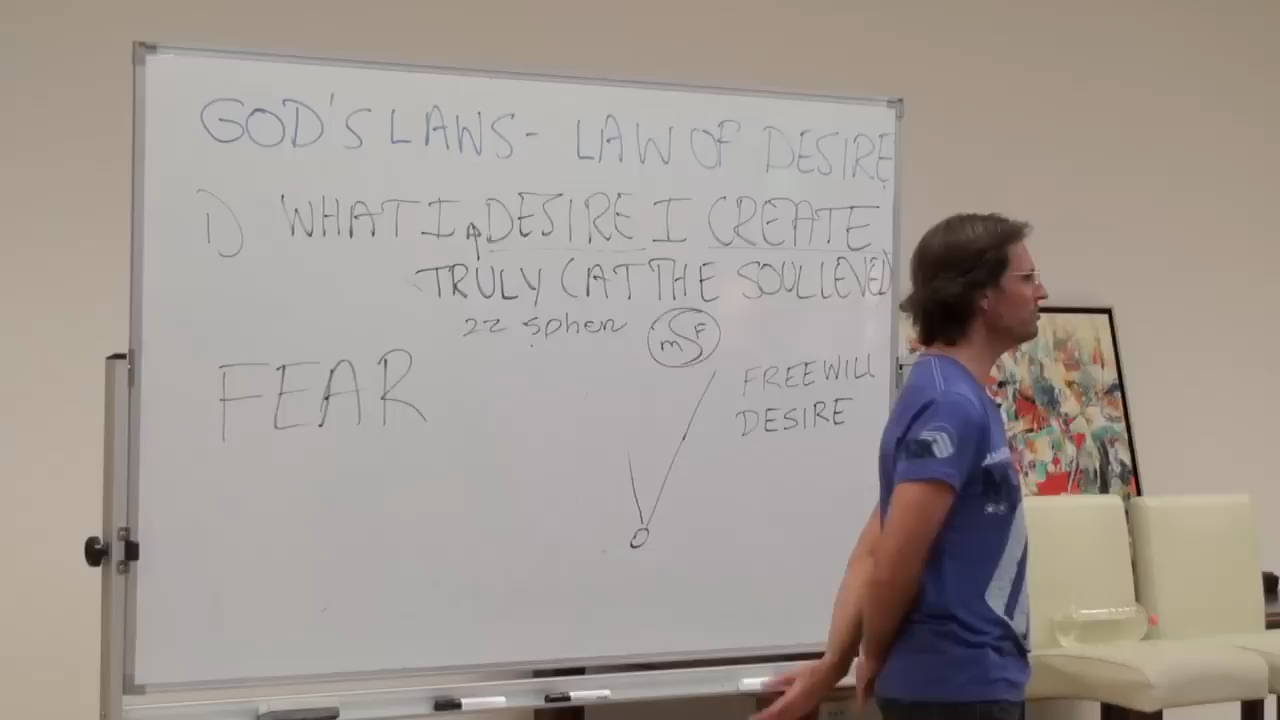 GOD'S LAWS - LAW OF DESIRE
1) WHAT I DESIRE I CREATE
TRULY (AT THE SOUL LEVEL)
22 Sphere
M F
FEAR
FREE WILL
DESIRE